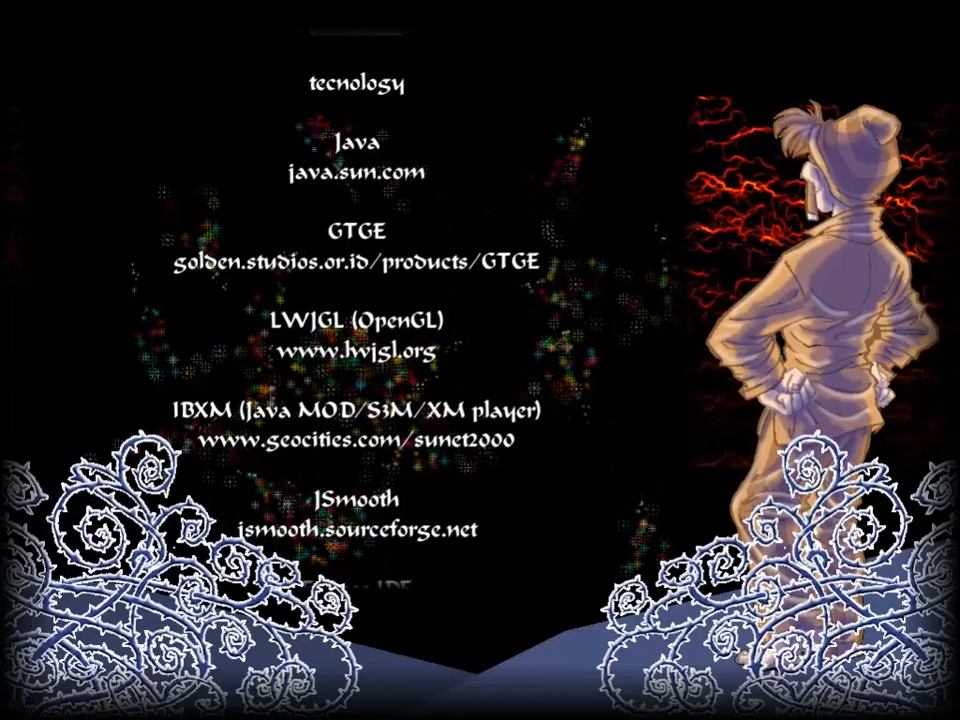 tecnology
Java
java.sun.com
GTGE
golden.studios.or.id/products/GTGE
LWJGL (OpenGL)
www.lwjgl.org
IBXM (Java MOD/S3M/XM player)
www.geocities.com/sunet2000
JSmooth
jsmooth.sourceforge.net
IDE